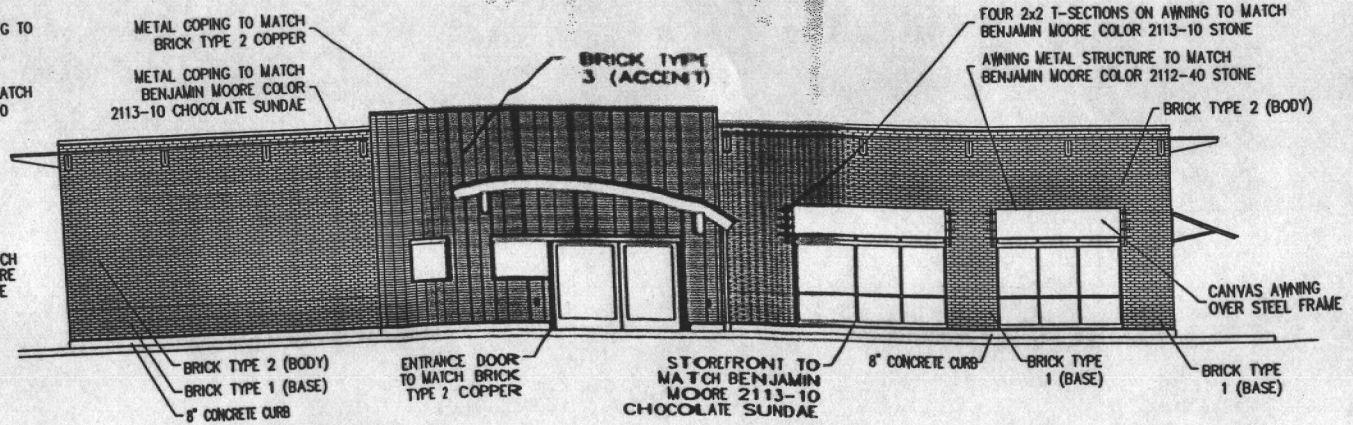 G TO
ATCH
0
CH
RE
E
METAL COPING TO MATCH
BRICK TYPE 2 COPPER
METAL COPING TO MATCH
BENJAMIN MOORE COLOR
2113-10 CHOCOLATE SUNDAE
BRICK TYPE
3 (ACCENT)
FOUR 2x2 T-SECTIONS ON AWNING TO MATCH
BENJAMIN MOORE COLOR 2113-10 STONE
AWNING METAL STRUCTURE TO MATCH
BENJAMIN MOORE COLOR 2112-40 STONE
BRICK TYPE 2 (BODY)
CANVAS AWNING
OVER STEEL FRAME
BRICK TYPE 2 (BODY)
BRICK TYPE 1 (BASE)
8" CONCRETE CURB
ENTRANCE DOOR
TO MATCH BRICK
TYPE 2 COPPER
STOREFRONT TO
MATCH BENJAMIN
MOORE 2113-10
CHOCOLATE SUNDAE
8" CONCRETE CURB
BRICK TYPE
1 (BASE)
BRICK TYPE
1 (BASE)